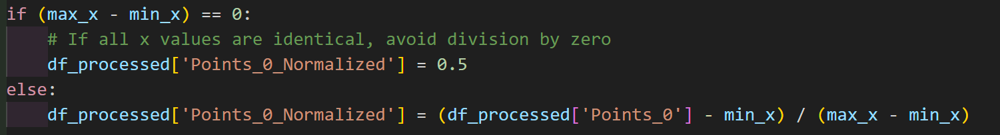 if (max_x - min_x) == 0:
    # If all x values are identical, avoid division by zero
    df_processed['Points_0_Normalized'] = 0.5
else:
    df_processed['Points_0_Normalized'] = (df_processed['Points_0'] - min_x) / (max_x - min_x)